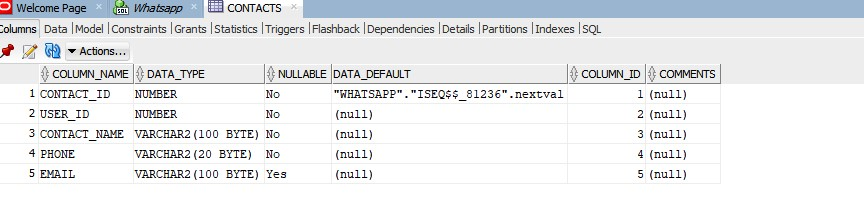 Welcome Page Whatsapp CONTACTS
Columns Data Model Constraints Grants Statistics Triggers Flashback Dependencies Details Partitions Indexes SQL
Actions...
COLUMN_NAME DATA_TYPE NULLABLE DATA_DEFAULT COLUMN_ID COMMENTS
1 CONTACT_ID NUMBER No "WHATSAPP"."ISEQ$$_81236".nextval 1 (null)
2 USER_ID NUMBER No (null) 2 (null)
3 CONTACT_NAME VARCHAR2(100 BYTE) No (null) 3 (null)
4 PHONE VARCHAR2(20 BYTE) No (null) 4 (null)
5 EMAIL VARCHAR2(100 BYTE) Yes (null) 5 (null)